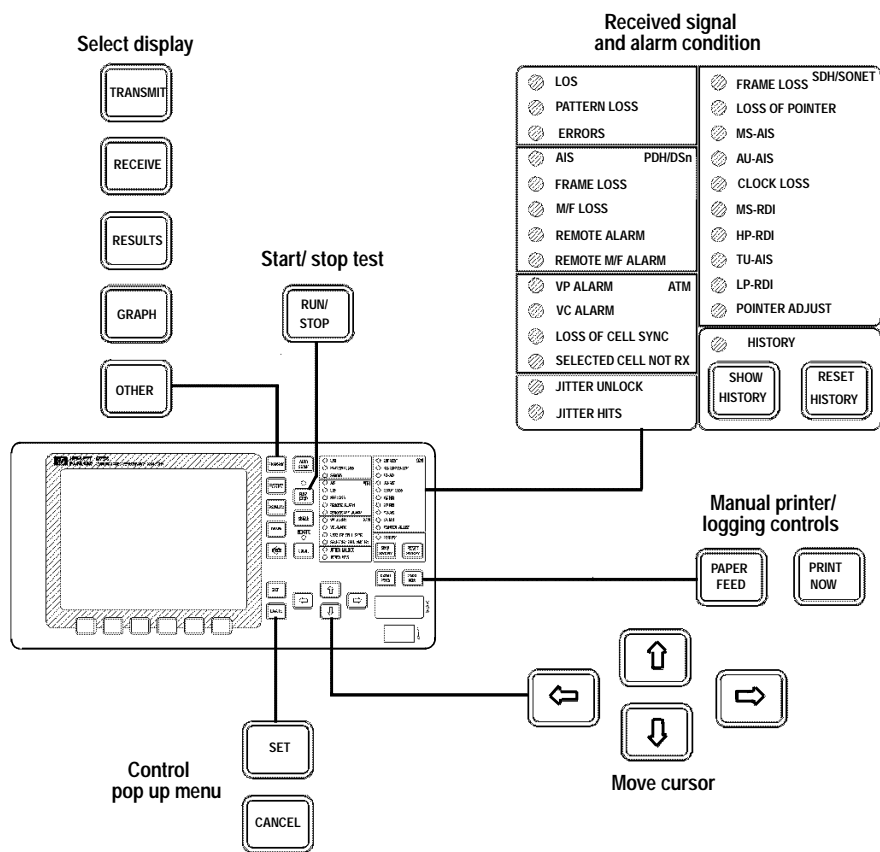 Received signal
and alarm condition
Select display
TRANSMIT
RECEIVE
RESULTS
GRAPH
OTHER
Start/ stop test
RUN/
STOP
LOS
PATTERN LOSS
ERRORS
AIS PDH/DSn
FRAME LOSS
M/F LOSS
REMOTE ALARM
REMOTE M/F ALARM
VP ALARM ATM
VC ALARM
LOSS OF CELL SYNC
SELECTED CELL NOT RX
JITTER UNLOCK
JITTER HITS
FRAME LOSS SDH/SONET
LOSS OF POINTER
MS-AIS
AU-AIS
CLOCK LOSS
MS-RDI
HP-RDI
TU-AIS
LP-RDI
POINTER ADJUST
HISTORY
SHOW
HISTORY
RESET
HISTORY
Manual printer/
logging controls
PAPER
FEED
PRINT
NOW
Move cursor
Control
pop up menu
SET
CANCEL